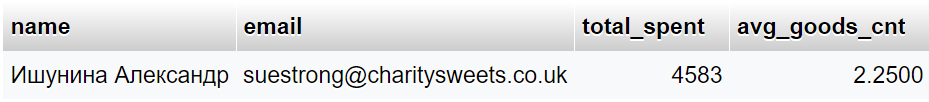 name email total_spent avg_goods_cnt
Ишунина Александр suestrong@charitysweets.co.uk 4583 2.2500